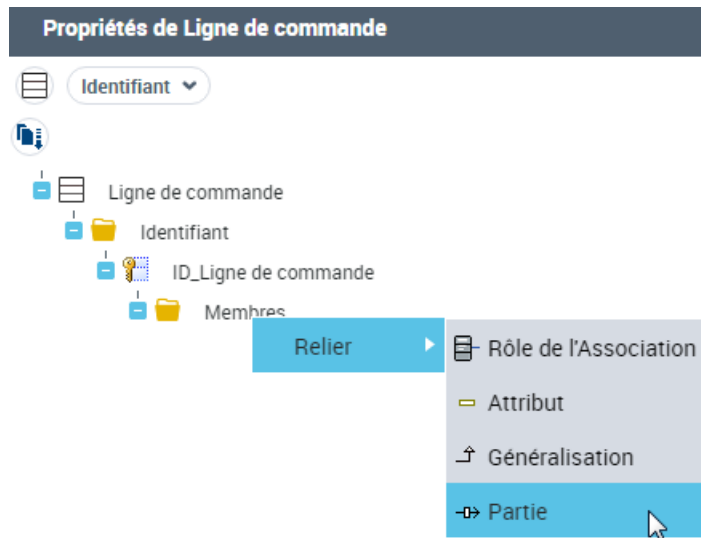 Propriétés de Ligne de commande
Identifiant
Ligne de commande
Identifiant
ID_Ligne de commande
Membres
Relier
Rôle de l'Association
Attribut
Généralisation
Partie